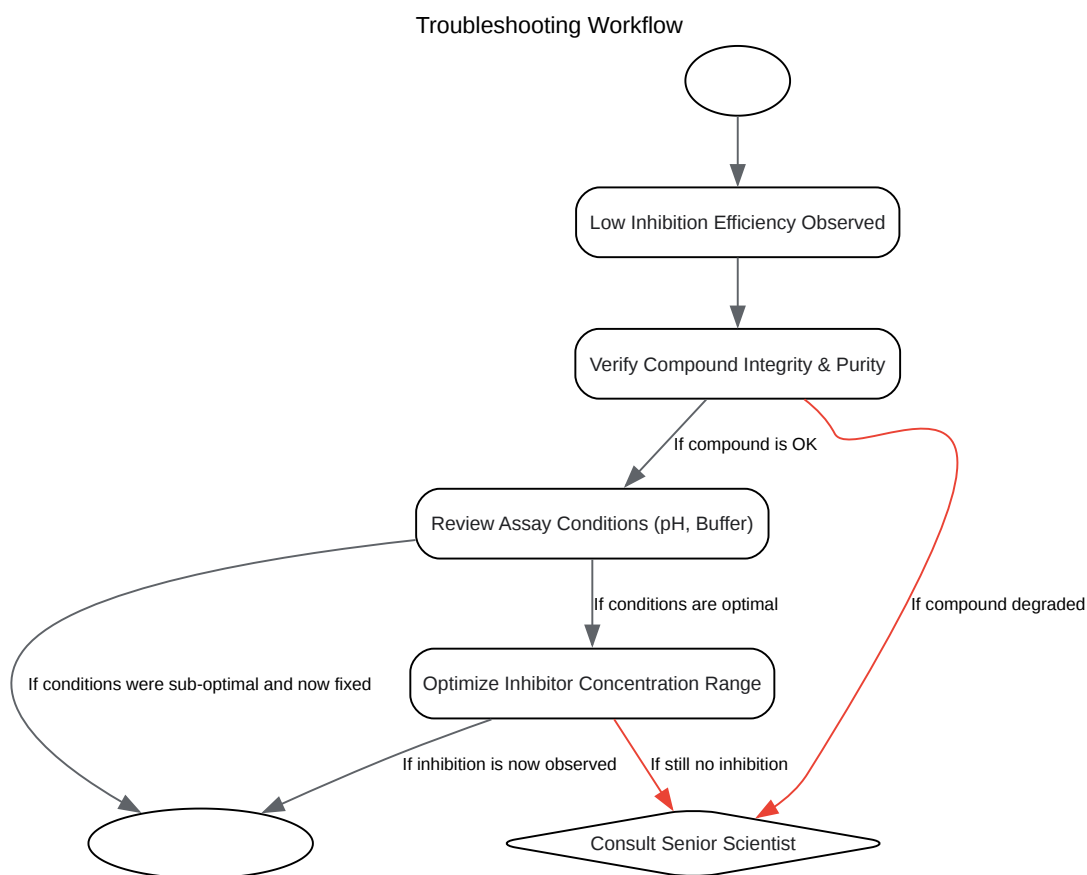 Troubleshooting Workflow
Low Inhibition Efficiency Observed
Verify Compound Integrity & Purity
If compound is OK
Review Assay Conditions (pH, Buffer)
If conditions are optimal
If compound degraded
If conditions were sub-optimal and now fixed
Optimize Inhibitor Concentration Range
If inhibition is now observed
If still no inhibition
Consult Senior Scientist